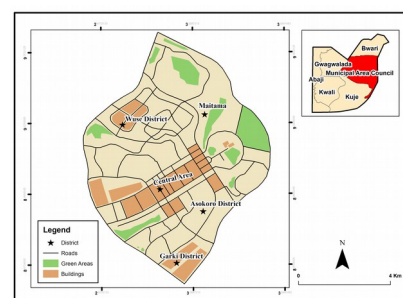 Bwari
Gwagwalada
Municipal Area Council
Abaji
Kwali
Kuje
Maitama
Wuse District
Central Area
Asokoro District
Garki District
Legend
District
Roads
Green Areas
Buildings
N
4 Km